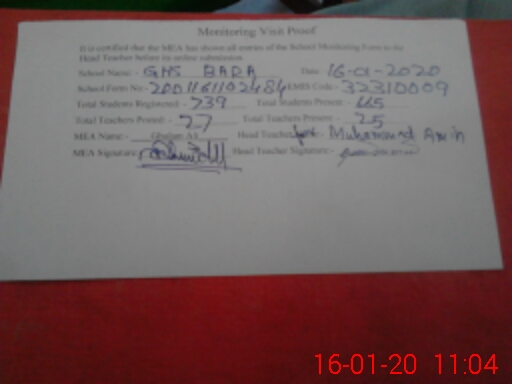 Monitoring Visit Proof
It is certified that the MEA has shown all entries of the School Monitoring Form to the
Head Teacher before its online submission
School Name:- GHS BARA Date:- 16-01-2020
School Form No:- 2001161102484 EMIS Code:- 32310009
Total Students Registered:- 739 Total Students Present:-
Total Teachers Posted:- 27 Total Teachers Present:- 25
MEA Name:- Ghulam Ali Head Teacher Muhammad Amin
MEA Signature:- Head Teacher Signature:-
16-01-20 11:04